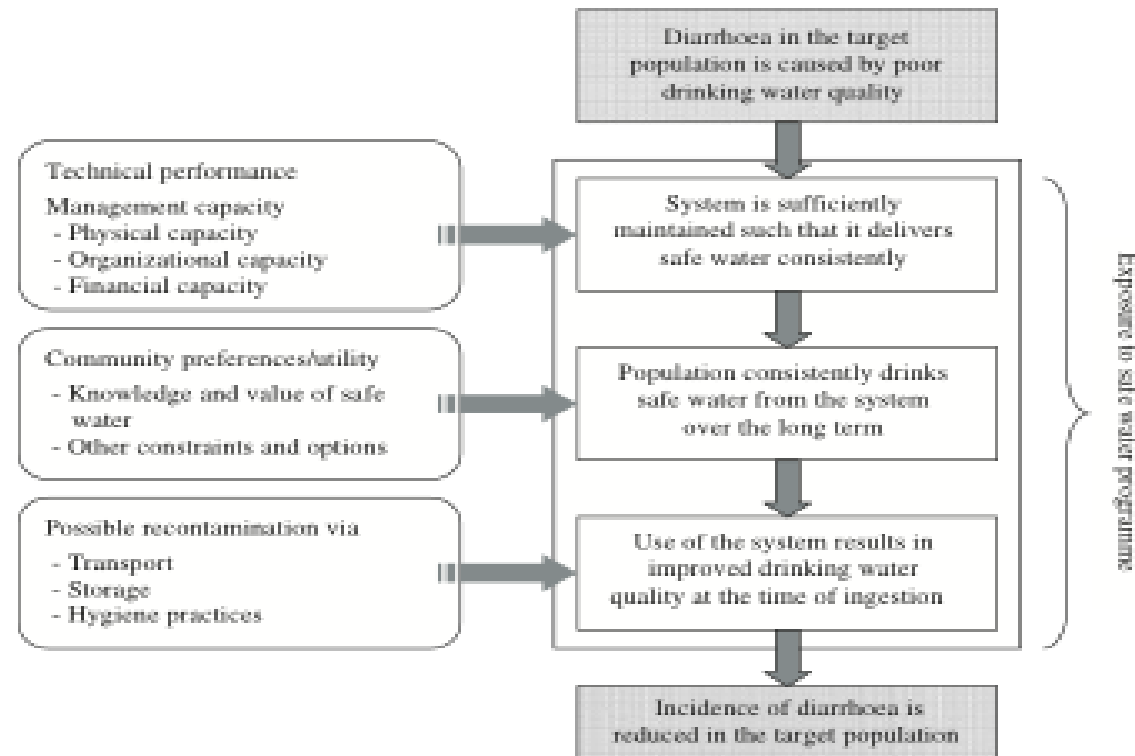 Diarrhoea in the target
population is caused by poor
drinking water quality
Technical performance
Management capacity
- Physical capacity
- Organizational capacity
- Financial capacity
System is sufficiently
maintained such that it delivers
safe water consistently
Community preferences/utility
- Knowledge and value of safe
water
- Other constraints and options
Population consistently drinks
safe water from the system
over the long term
Possible recontamination via
- Transport
- Storage
- Hygiene practices
Use of the system results in
improved drinking water
quality at the time of ingestion
Exposure to safe water programme
Incidence of diarrhoea is
reduced in the target population